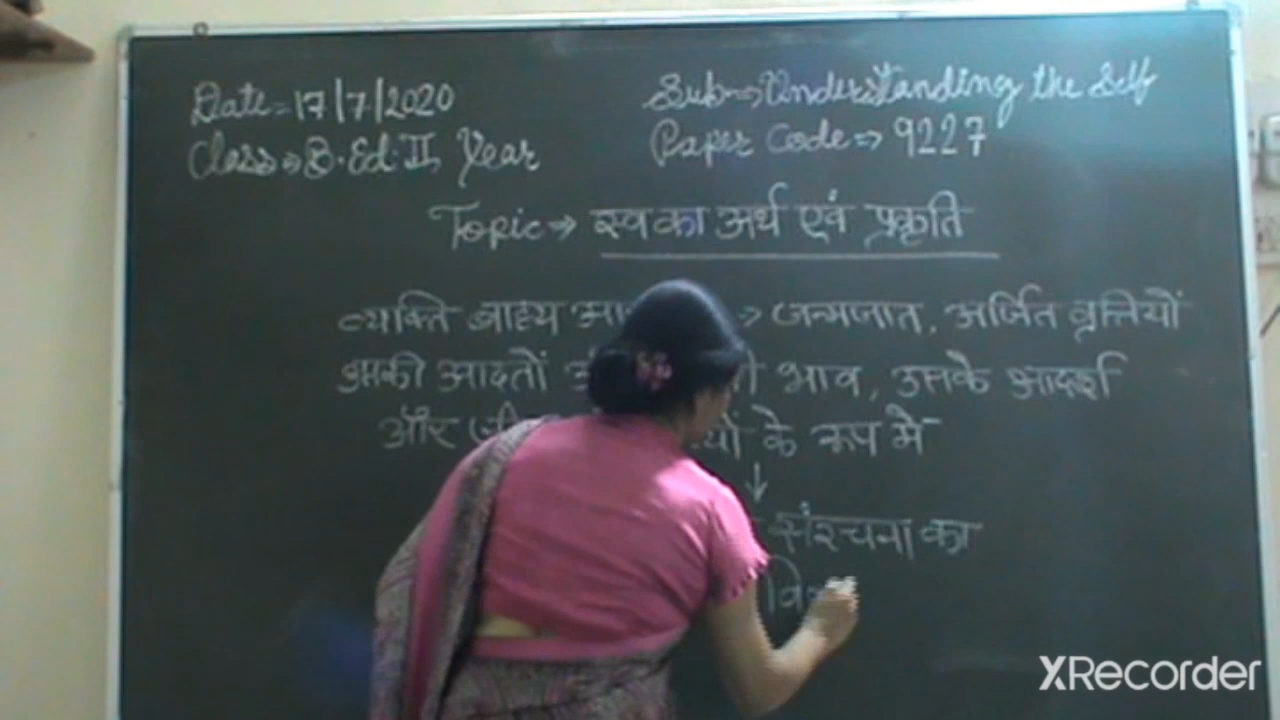 Date = 17/7/2020
Sub => Understanding the Self
Class => B.Ed. II Year
Paper Code => 9227
Topic => स्व का अर्थ एवं प्रकृति
व्यक्ति बाह्य => जन्मजात, अर्जित वृत्तियों
उसकी आदतों भाव, उसके आदर्श
और के रूप मे
↓
संरचना का
XRecorder